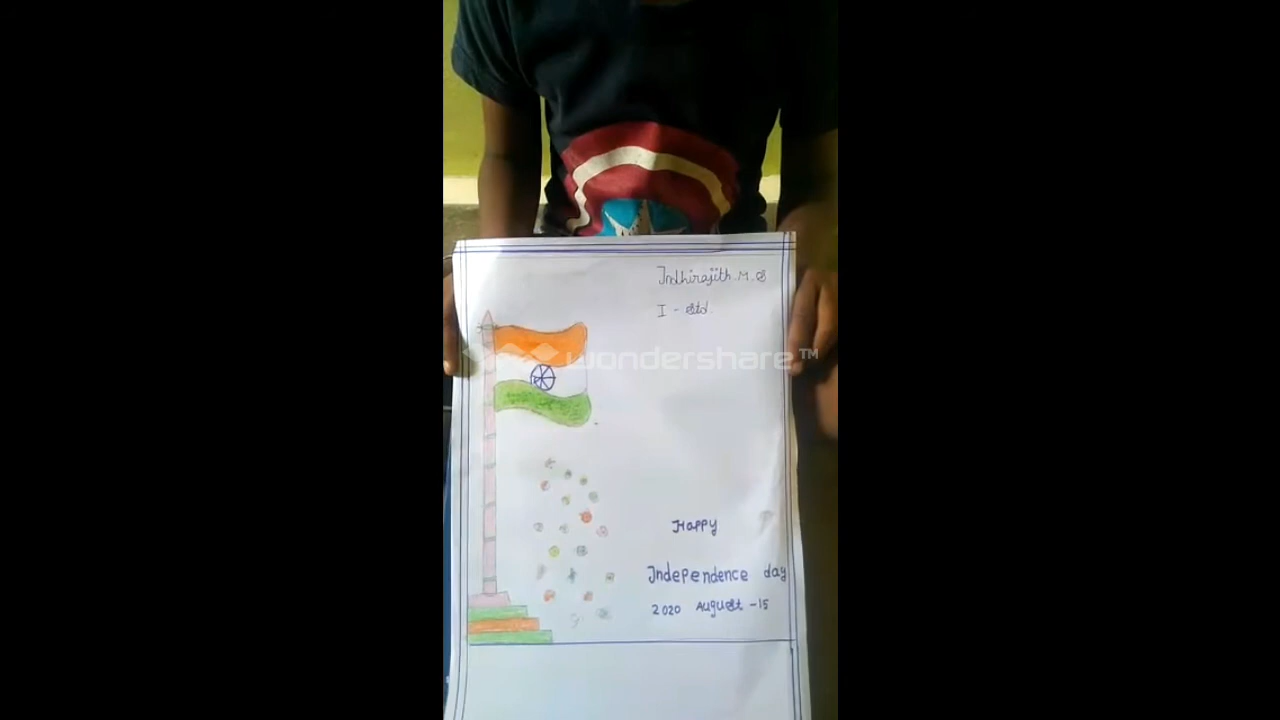 Indhirajith.M.S
I - std.
wondershare™
Happy
Independence day
2020 August -15